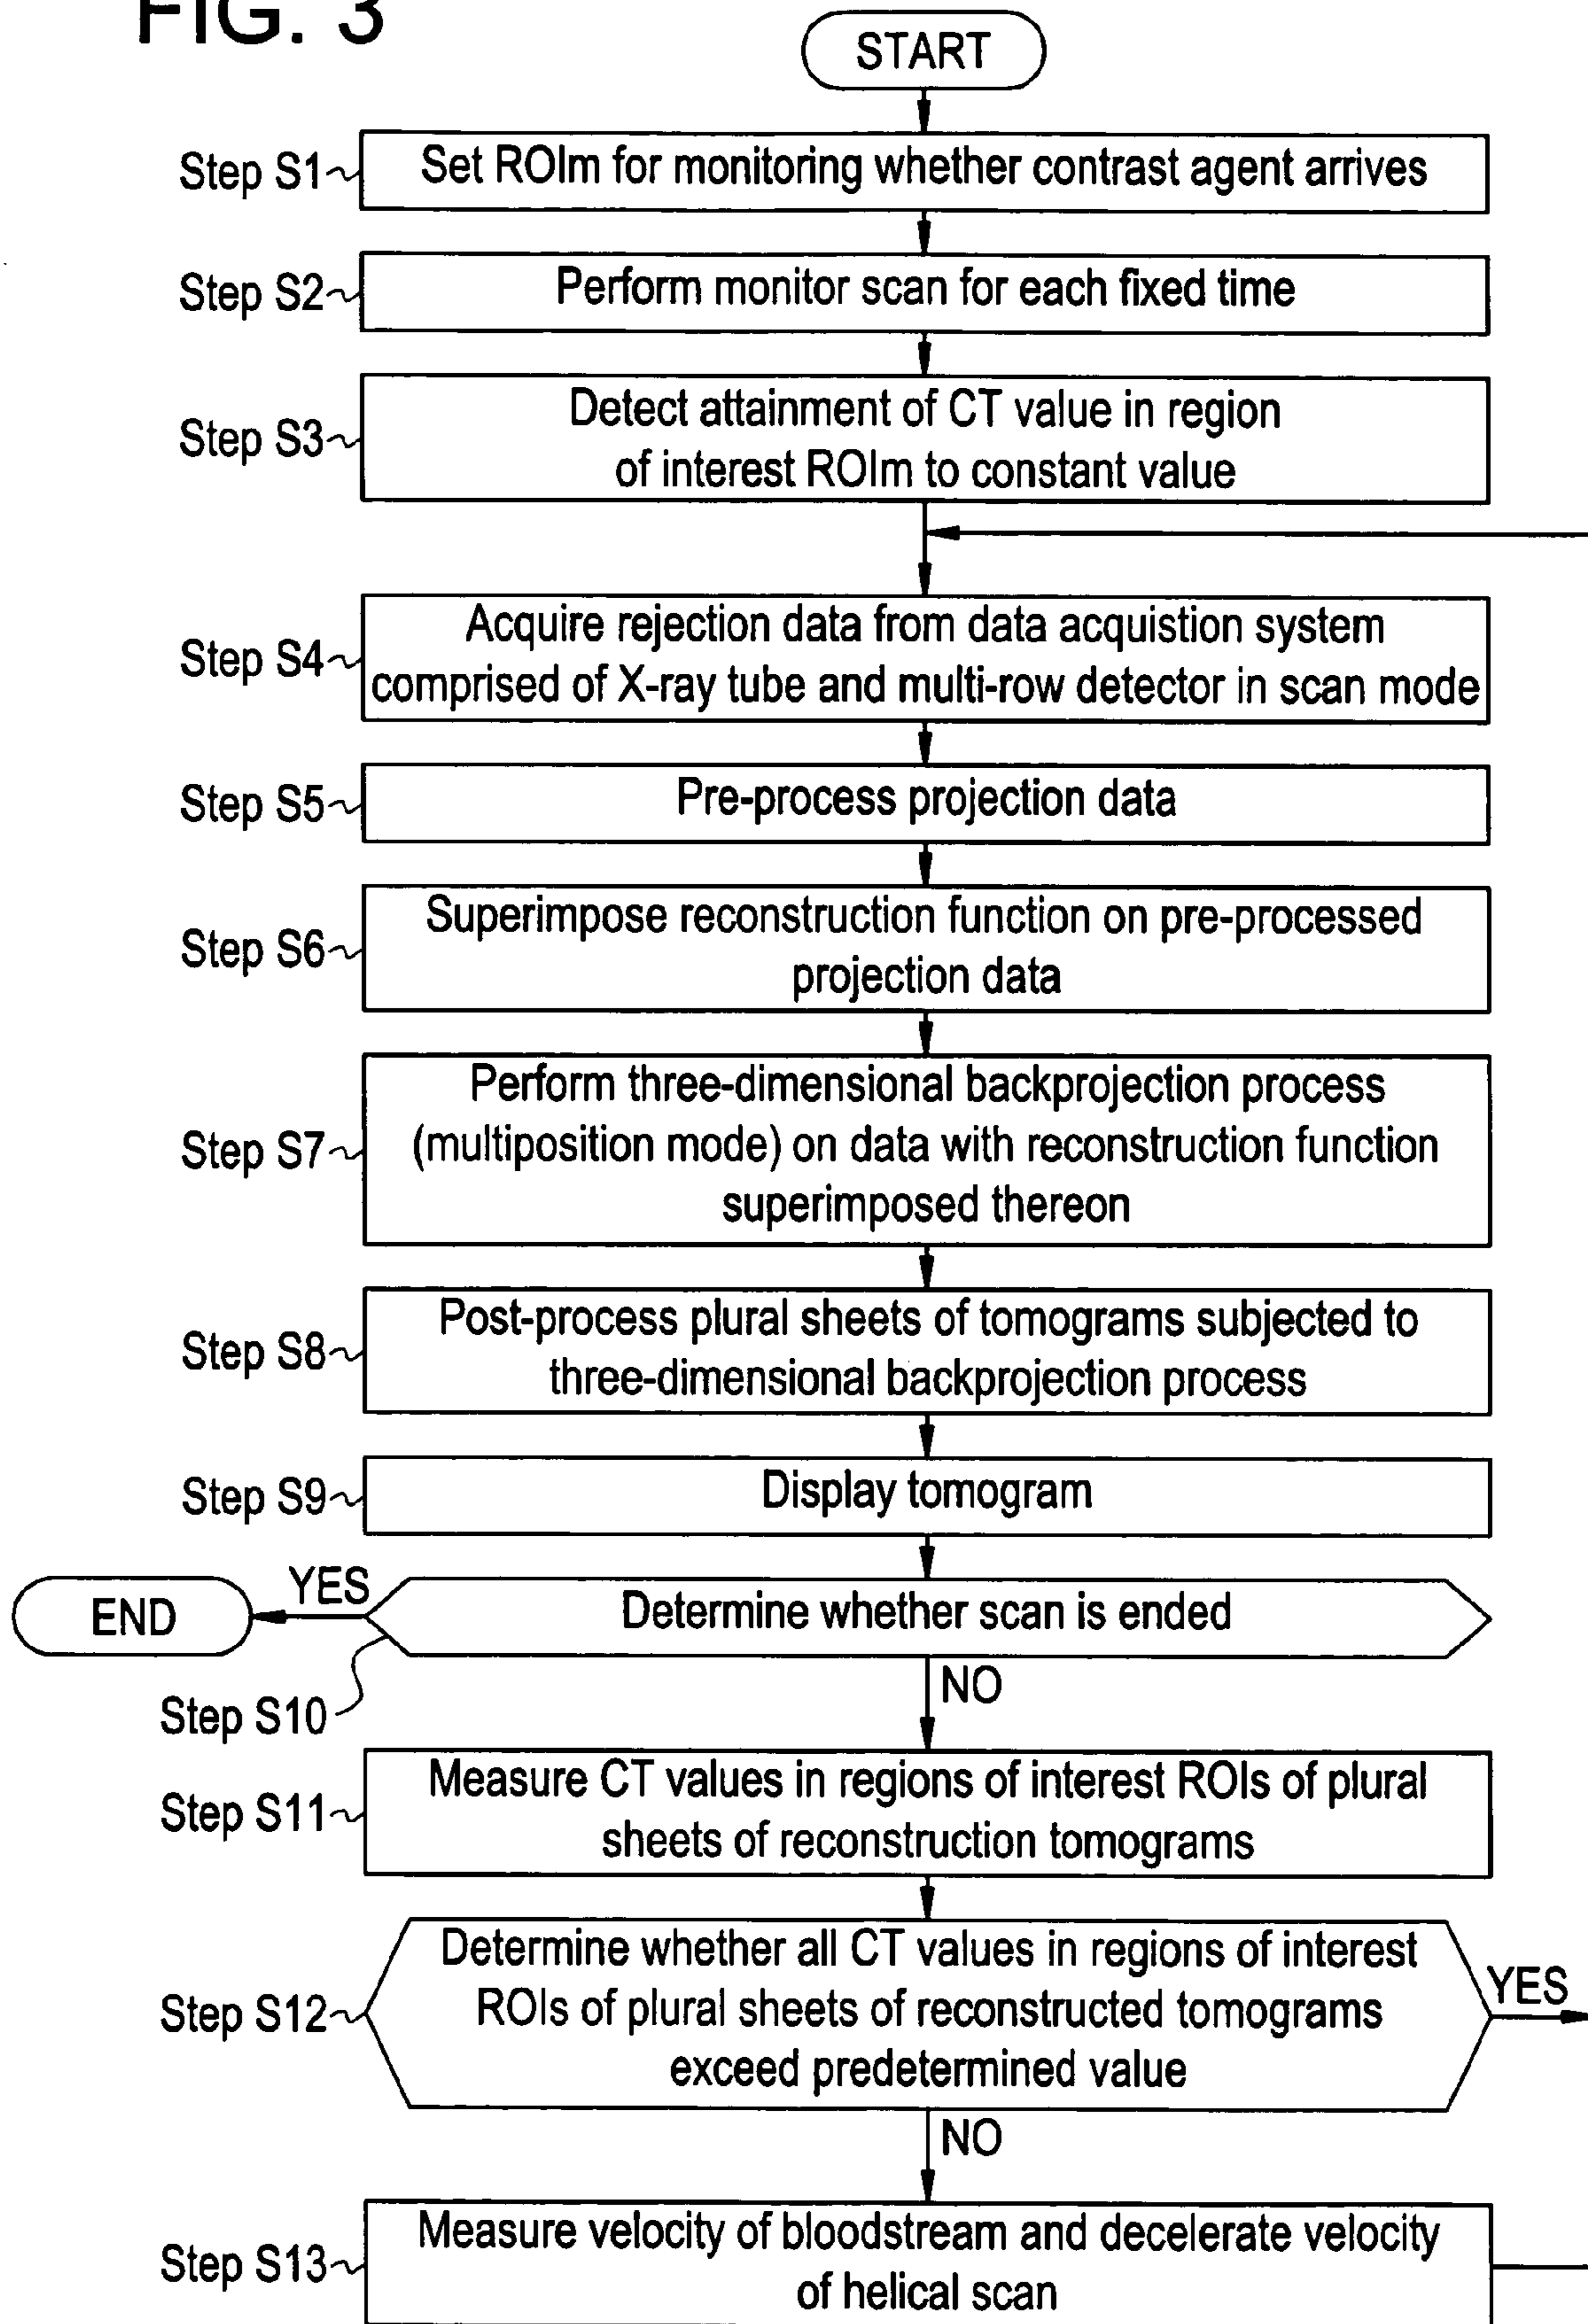 FIG. 3
START
Step S1
Set ROIm for monitoring whether contrast agent arrives
Step S2
Perform monitor scan for each fixed time
Step S3
Detect attainment of CT value in region
of interest ROIm to constant value
Step S4
Acquire rejection data from data acquistion system
comprised of X-ray tube and multi-row detector in scan mode
Step S5
Pre-process projection data
Step S6
Superimpose reconstruction function on pre-processed
projection data
Step S7
Perform three-dimensional backprojection process
(multiposition mode) on data with reconstruction function
superimposed thereon
Step S8
Post-process plural sheets of tomograms subjected to
three-dimensional backprojection process
Step S9
Display tomogram
END
YES
Determine whether scan is ended
Step S10
NO
Step S11
Measure CT values in regions of interest ROIs of plural
sheets of reconstruction tomograms
Step S12
Determine whether all CT values in regions of interest
ROIs of plural sheets of reconstructed tomograms
exceed predetermined value
YES
NO
Step S13
Measure velocity of bloodstream and decelerate velocity
of helical scan